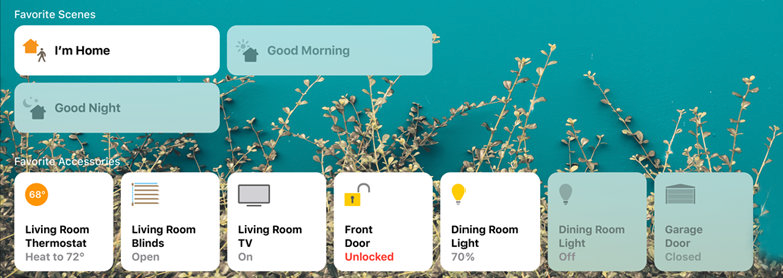 Favorite Scenes
I'm Home
Good Morning
Good Night
Favorite Accessories
68°
Living Room
Thermostat
Heat to 72°
Living Room
Blinds
Open
Living Room
TV
On
Front
Door
Unlocked
Dining Room
Light
70%
Dining Room
Light
Off
Garage
Door
Closed